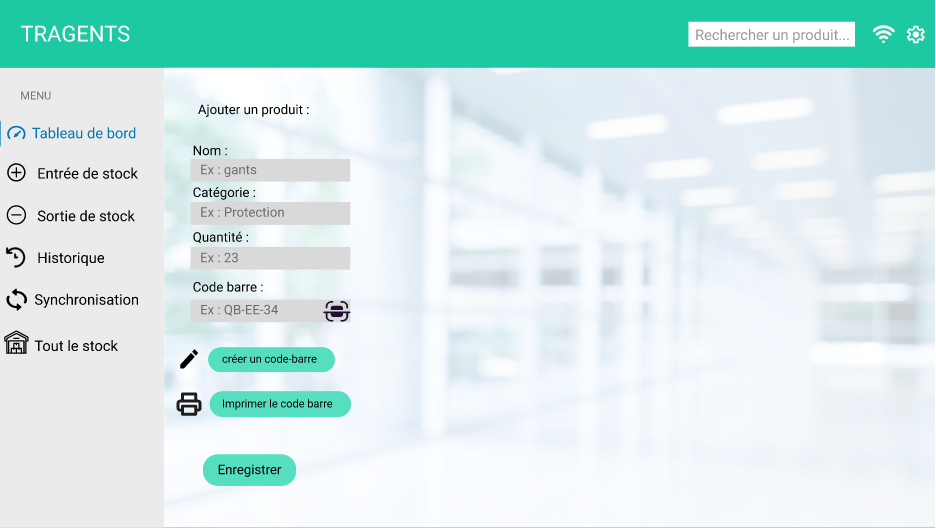 TRAGENTS
Rechercher un produit...
MENU
Tableau de bord
Entrée de stock
Sortie de stock
Historique
Synchronisation
Tout le stock
Ajouter un produit :
Nom :
Ex : gants
Catégorie :
Ex : Protection
Quantité :
Ex : 23
Code barre :
Ex : QB-EE-34
créer un code-barre
Imprimer le code barre
Enregistrer